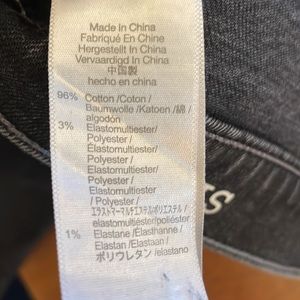 Made in China
Fabriqué En China
Hergestellt In China
Vervaardigd In China
中国製
hecho en china
96% Cotton /Coton /
Baumwolle /Katoen /綿 /
algodón
3% Elastomultiester/
Polyester /
Elastomultiester/
Polyester /
Elastomultiester
/Polyester /
Elastomultiester
/ Polyester /
エラストマーマルチエステル/ポリエステル /
elastomultiéster/poliéster
1% Elastane /Élasthanne /
Elastan /Elastaan /
ポリウレタン /elastano